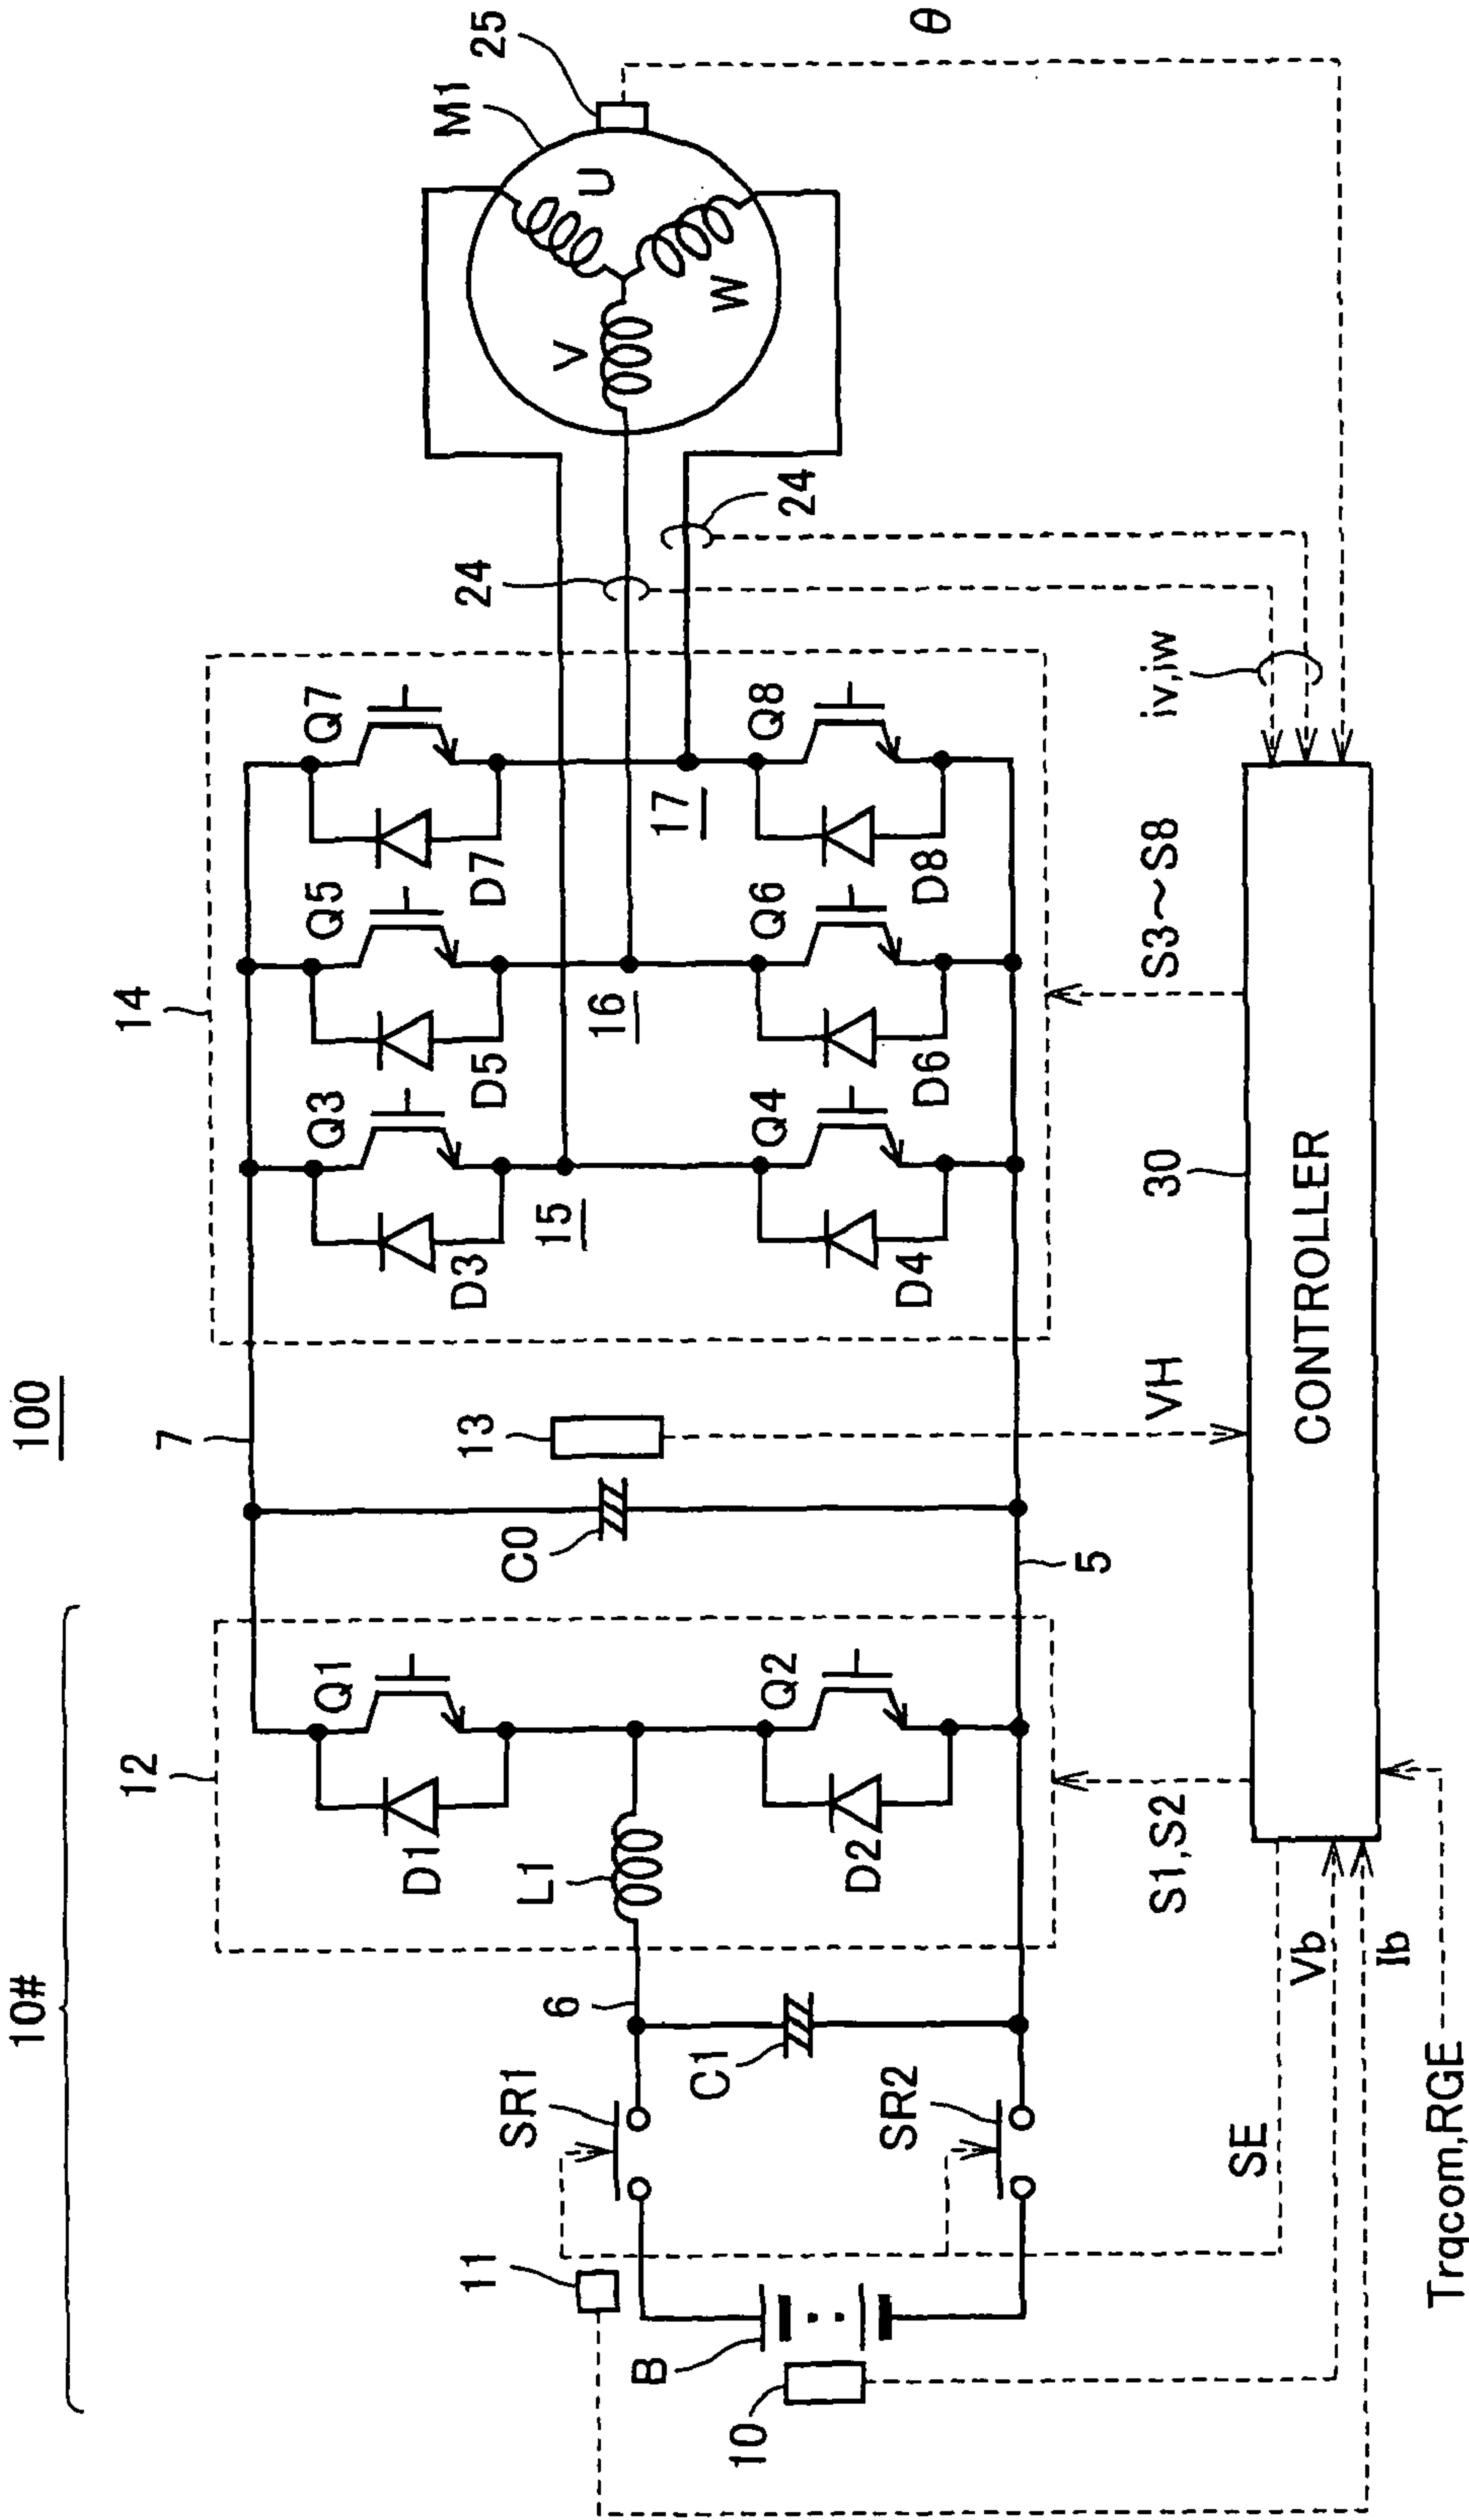 100
10#
12
7
14
Q1
D1
L1
6
Q2
D2
C0
13
5
Q3
D3
Q5
D5
Q7
D7
15
16
17
Q4
D4
Q6
D6
Q8
D8
24
24
M1
25
U
V
W
θ
11
SR1
B
10
C1
SR2
SE
S1,S2
VH
S3~S8
iv,iw
30
CONTROLLER
Vb
Ib
Trqcom,RGE